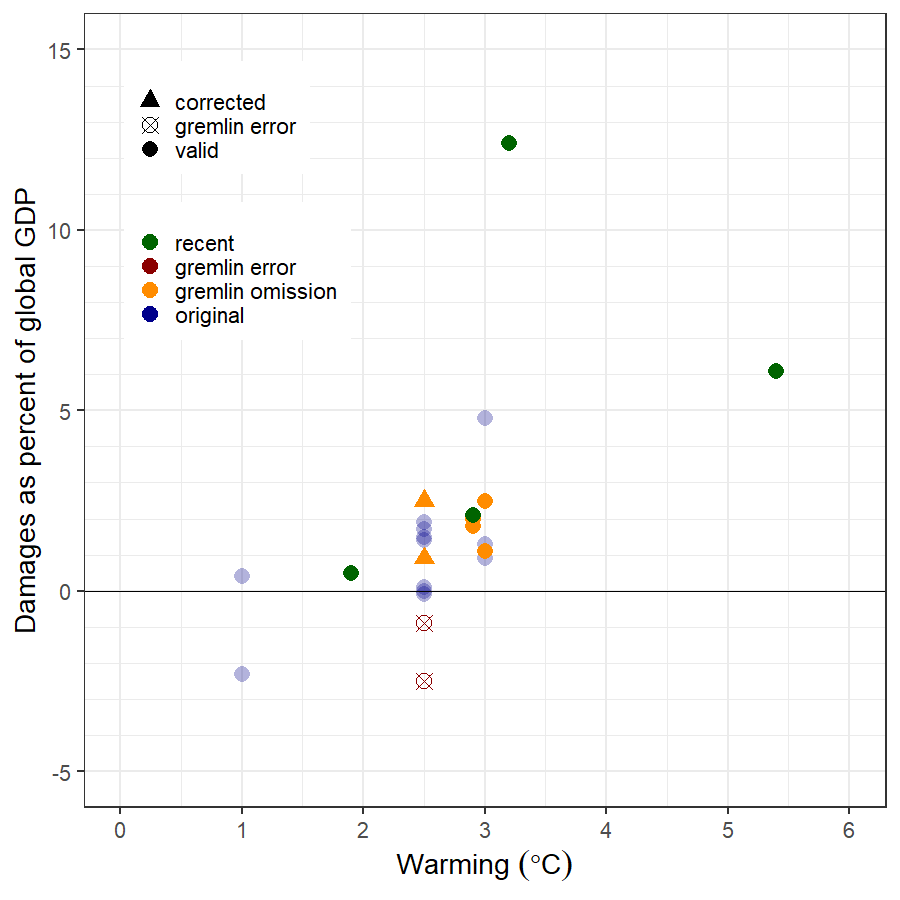 Damages as percent of global GDP
15
10
5
0
-5
corrected
gremlin error
valid
recent
gremlin error
gremlin omission
original
0 1 2 3 4 5 6
Warming (°C)